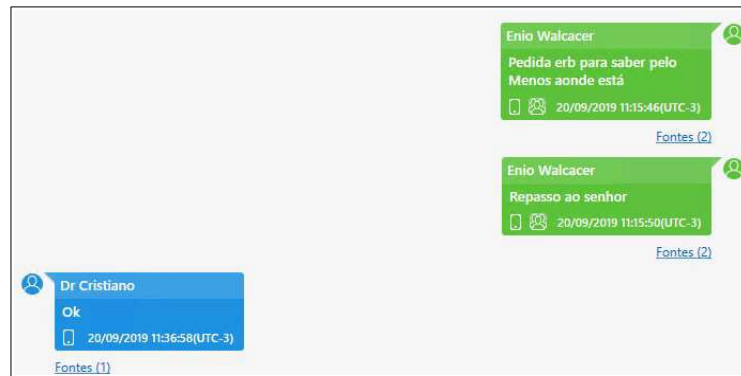 Enio Walcacer
Pedida erb para saber pelo
Menos aonde está
20/09/2019 11:15:46(UTC-3)
Fontes (2)
Enio Walcacer
Repasso ao senhor
20/09/2019 11:15:50(UTC-3)
Fontes (2)
Dr Cristiano
Ok
20/09/2019 11:36:58(UTC-3)
Fontes (1)